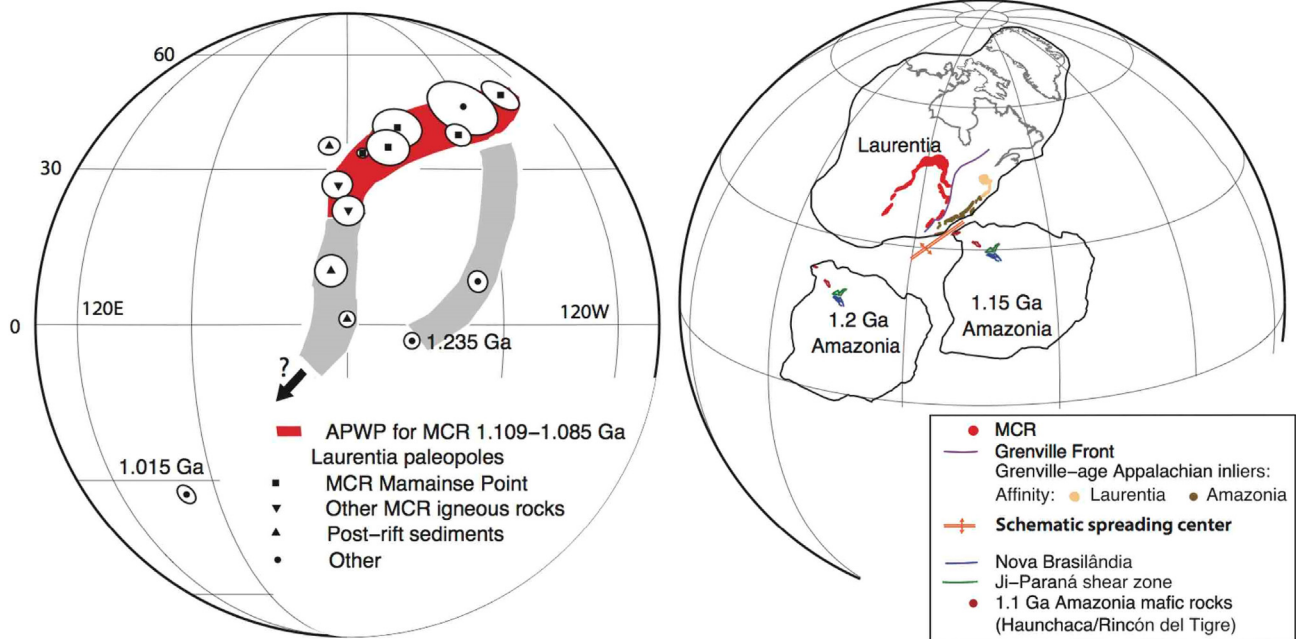 60
30
0
120E
120W
1.235 Ga
?
1.015 Ga
APWP for MCR 1.109–1.085 Ga
Laurentia paleopoles
MCR Mamainse Point
Other MCR igneous rocks
Post-rift sediments
Other
Laurentia
1.2 Ga
Amazonia
1.15 Ga
Amazonia
MCR
Grenville Front
Grenville–age Appalachian inliers:
Affinity: Laurentia Amazonia
Schematic spreading center
Nova Brasilândia
Ji–Paraná shear zone
1.1 Ga Amazonia mafic rocks
(Haunchaca/Rincón del Tigre)